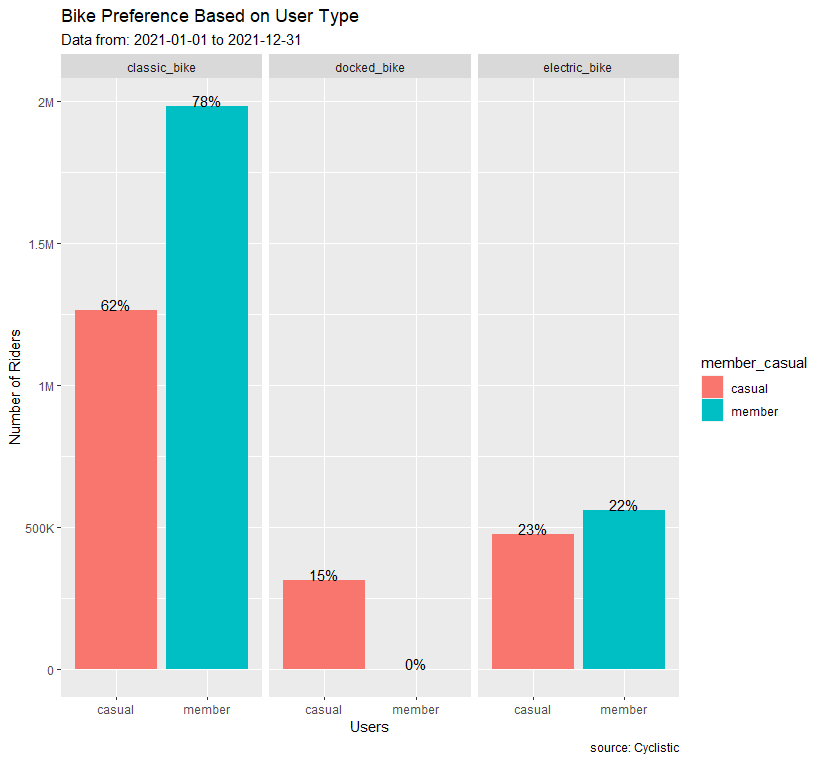 Bike Preference Based on User Type
Data from: 2021-01-01 to 2021-12-31
classic_bike docked_bike electric_bike
2M
1.5M
1M
500K
0
Number of Riders
78%
62%
15%
0%
23%
22%
casual member casual member casual member
Users
member_casual
casual
member
source: Cyclistic